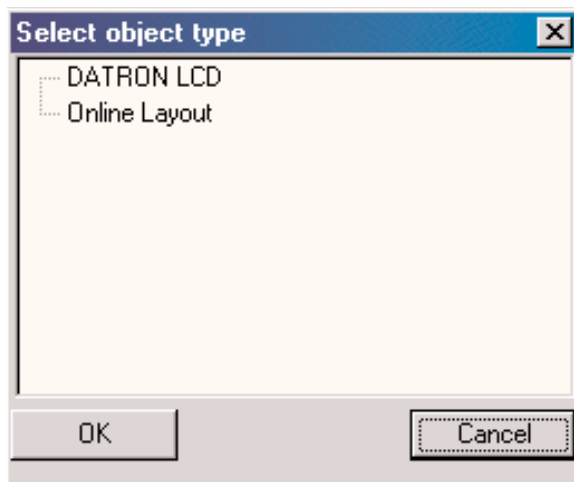 Select object type
DATRON LCD
Online Layout
OK
Cancel